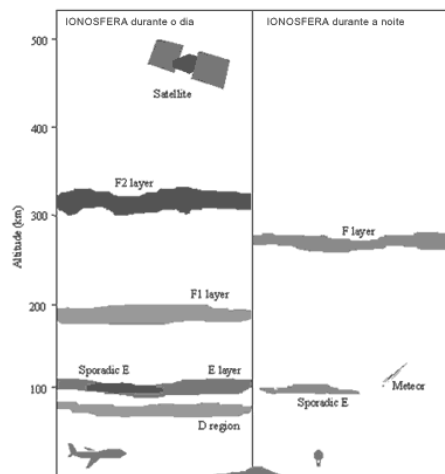 IONOSFERA durante o dia
IONOSFERA durante a noite
500
Satellite
400
F2 layer
300
F layer
Altitude (km)
F1 layer
200
Sporadic E
E layer
Meteor
100
Sporadic E
D region